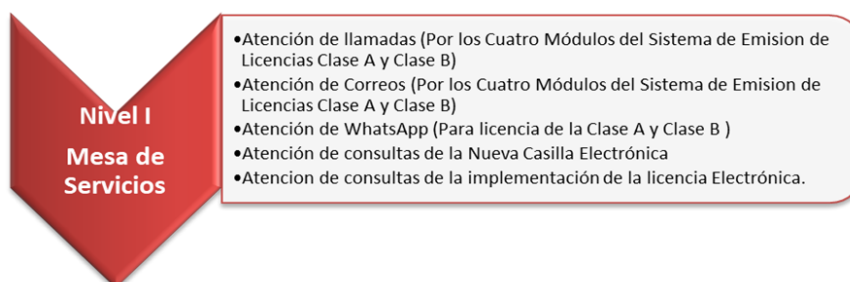 Nivel I
Mesa de
Servicios
•Atención de llamadas (Por los Cuatro Módulos del Sistema de Emision de
Licencias Clase A y Clase B)
•Atención de Correos (Por los Cuatro Módulos del Sistema de Emision de
Licencias Clase A y Clase B)
•Atención de WhatsApp (Para licencia de la Clase A y Clase B )
•Atención de consultas de la Nueva Casilla Electrónica
•Atencion de consultas de la implementación de la licencia Electrónica.